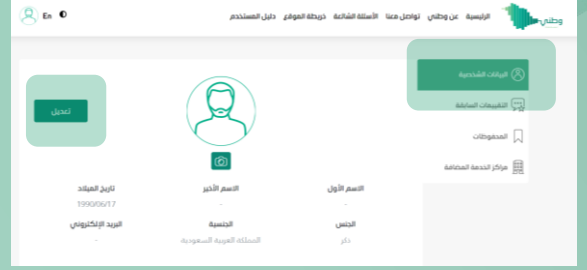 وطني
الرئيسية عن وطني تواصل معنا الأسئلة الشائعة خريطة الموقع دليل المستخدم
En
البيانات الشخصية
التقييمات السابقة
المحفوظات
مراكز الخدمة المضافة
تعديل
الاسم الأول الاسم الأخير تاريخ الميلاد
- - 1990/06/17
الجنس الجنسية البريد الإلكتروني
ذكر المملكة العربية السعودية -